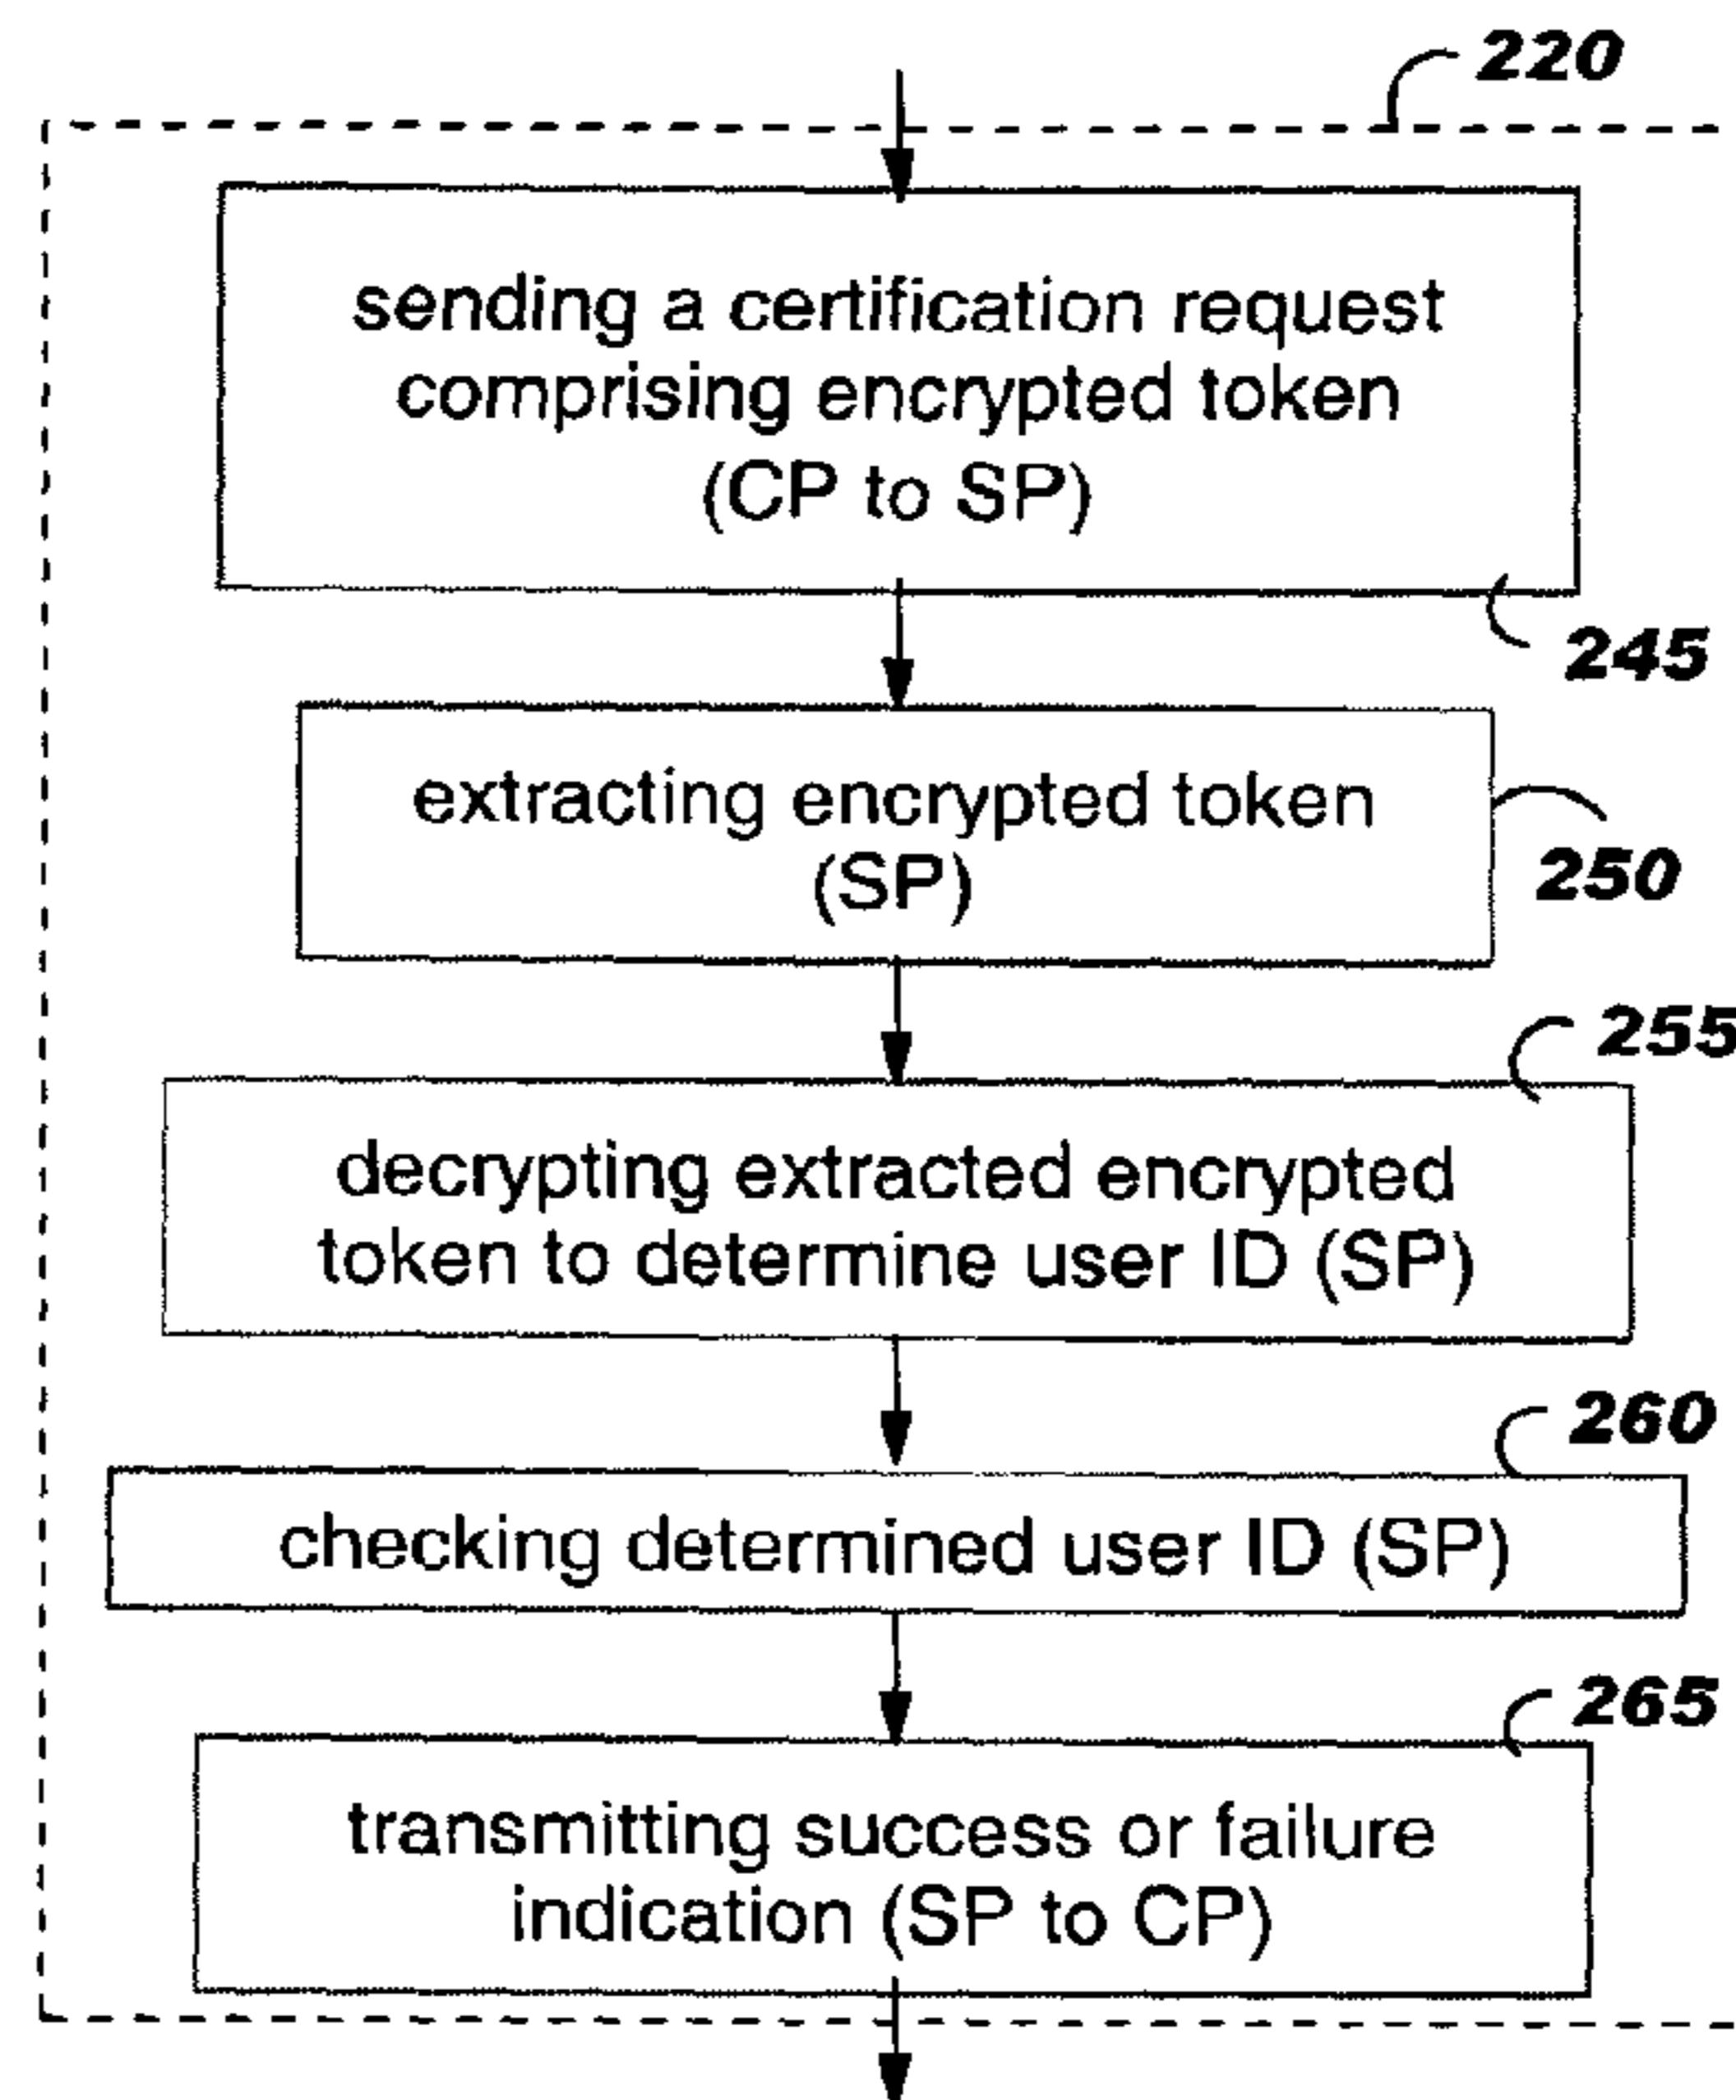 220
sending a certification request
comprising encrypted token
(CP to SP)
245
extracting encrypted token
(SP)
250
255
decrypting extracted encrypted
token to determine user ID (SP)
260
checking determined user ID (SP)
265
transmitting success or failure
indication (SP to CP)